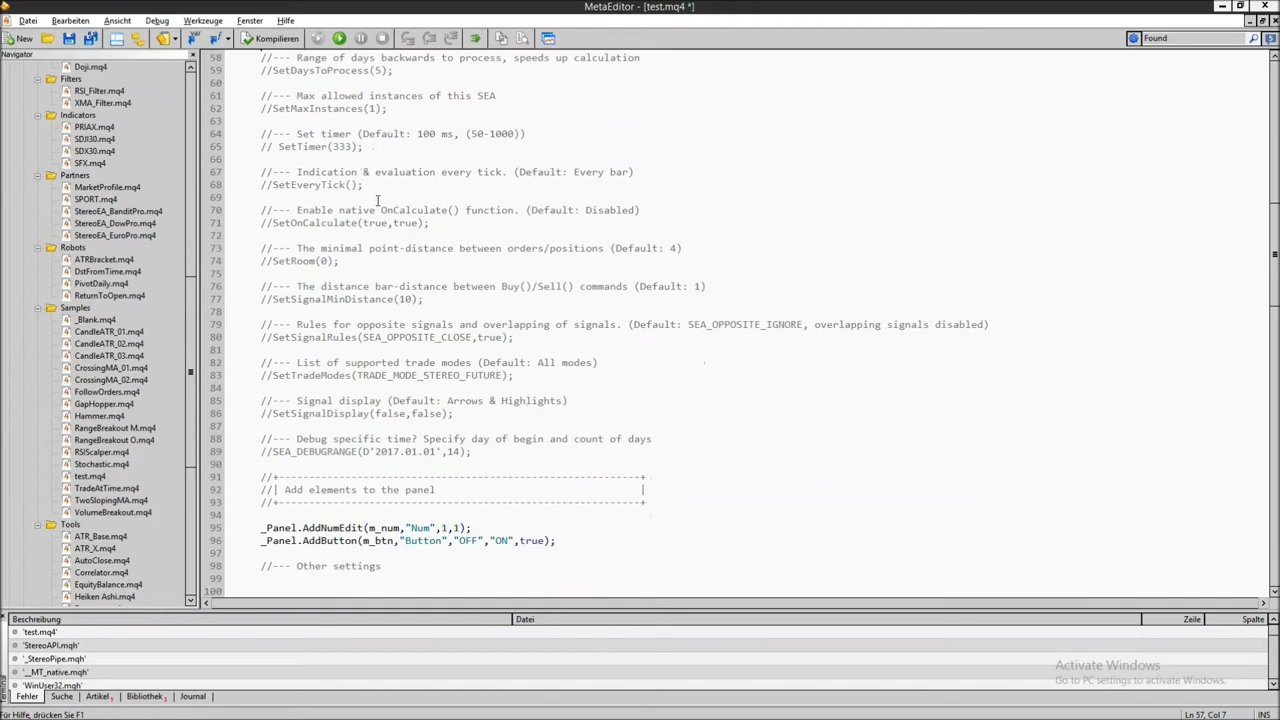 MetaEditor - [test.mq4 *]
Datei Bearbeiten Ansicht Debug Werkzeuge Fenster Hilfe
New Kompilieren Found
Navigator
Doji.mq4
Filters
RSI_Filter.mq4
XMA_Filter.mq4
Indicators
PRIAX.mq4
SDJI30.mq4
SDX30.mq4
SFX.mq4
Partners
MarketProfile.mq4
SPORT.mq4
StereoEA_BanditPro.mq4
StereoEA_DowPro.mq4
StereoEA_EuroPro.mq4
Robots
ATRBracket.mq4
DstFromTime.mq4
PivotDaily.mq4
ReturnToOpen.mq4
Samples
_Blank.mq4
CandleATR_01.mq4
CandleATR_02.mq4
CandleATR_03.mq4
CrossingMA_01.mq4
CrossingMA_02.mq4
FollowOrders.mq4
GapHopper.mq4
Hammer.mq4
RangeBreakout M.mq4
RangeBreakout O.mq4
RSIScalper.mq4
Stochastic.mq4
test.mq4
TradeAtTime.mq4
TwoSlopingMA.mq4
VolumeBreakout.mq4
Tools
ATR_Base.mq4
ATR_X.mq4
AutoClose.mq4
Correlator.mq4
EquityBalance.mq4
Heiken Ashi.mq4
58 //--- Range of days backwards to process, speeds up calculation
59 //SetDaysToProcess(5);
60
61 //--- Max allowed instances of this SEA
62 //SetMaxInstances(1);
63
64 //--- Set timer (Default: 100 ms, (50-1000))
65 // SetTimer(333);
66
67 //--- Indication & evaluation every tick. (Default: Every bar)
68 //SetEveryTick();
69
70 //--- Enable native OnCalculate() function. (Default: Disabled)
71 //SetOnCalculate(true,true);
72
73 //--- The minimal point-distance between orders/positions (Default: 4)
74 //SetRoom(0);
75
76 //--- The distance bar-distance between Buy()/Sell() commands (Default: 1)
77 //SetSignalMinDistance(10);
78
79 //--- Rules for opposite signals and overlapping of signals. (Default: SEA_OPPOSITE_IGNORE, overlapping signals disabled)
80 //SetSignalRules(SEA_OPPOSITE_CLOSE,true);
81
82 //--- List of supported trade modes (Default: All modes)
83 //SetTradeModes(TRADE_MODE_STEREO_FUTURE);
84
85 //--- Signal display (Default: Arrows & Highlights)
86 //SetSignalDisplay(false,false);
87
88 //--- Debug specific time? Specify day of begin and count of days
89 //SEA_DEBUGRANGE(D'2017.01.01',14);
90
91 //+------------------------------------------------------------+
92 //| Add elements to the panel |
93 //+------------------------------------------------------------+
94
95 _Panel.AddNumEdit(m_num,"Num",1,1);
96 _Panel.AddButton(m_btn,"Button","OFF","ON",true);
97
98 //--- Other settings
99
100
Beschreibung Datei Zeile Spalte
'test.mq4'
'StereoAPI.mqh'
'_StereoPipe.mqh'
'__MT_native.mqh'
'WinUser32.mqh'
Activate Windows
Go to PC settings to activate Windows.
Terminal
Fehler Suche Artikel Bibliothek Journal
Für Hilfe, drücken Sie F1 Ln 57, Col 7 INS